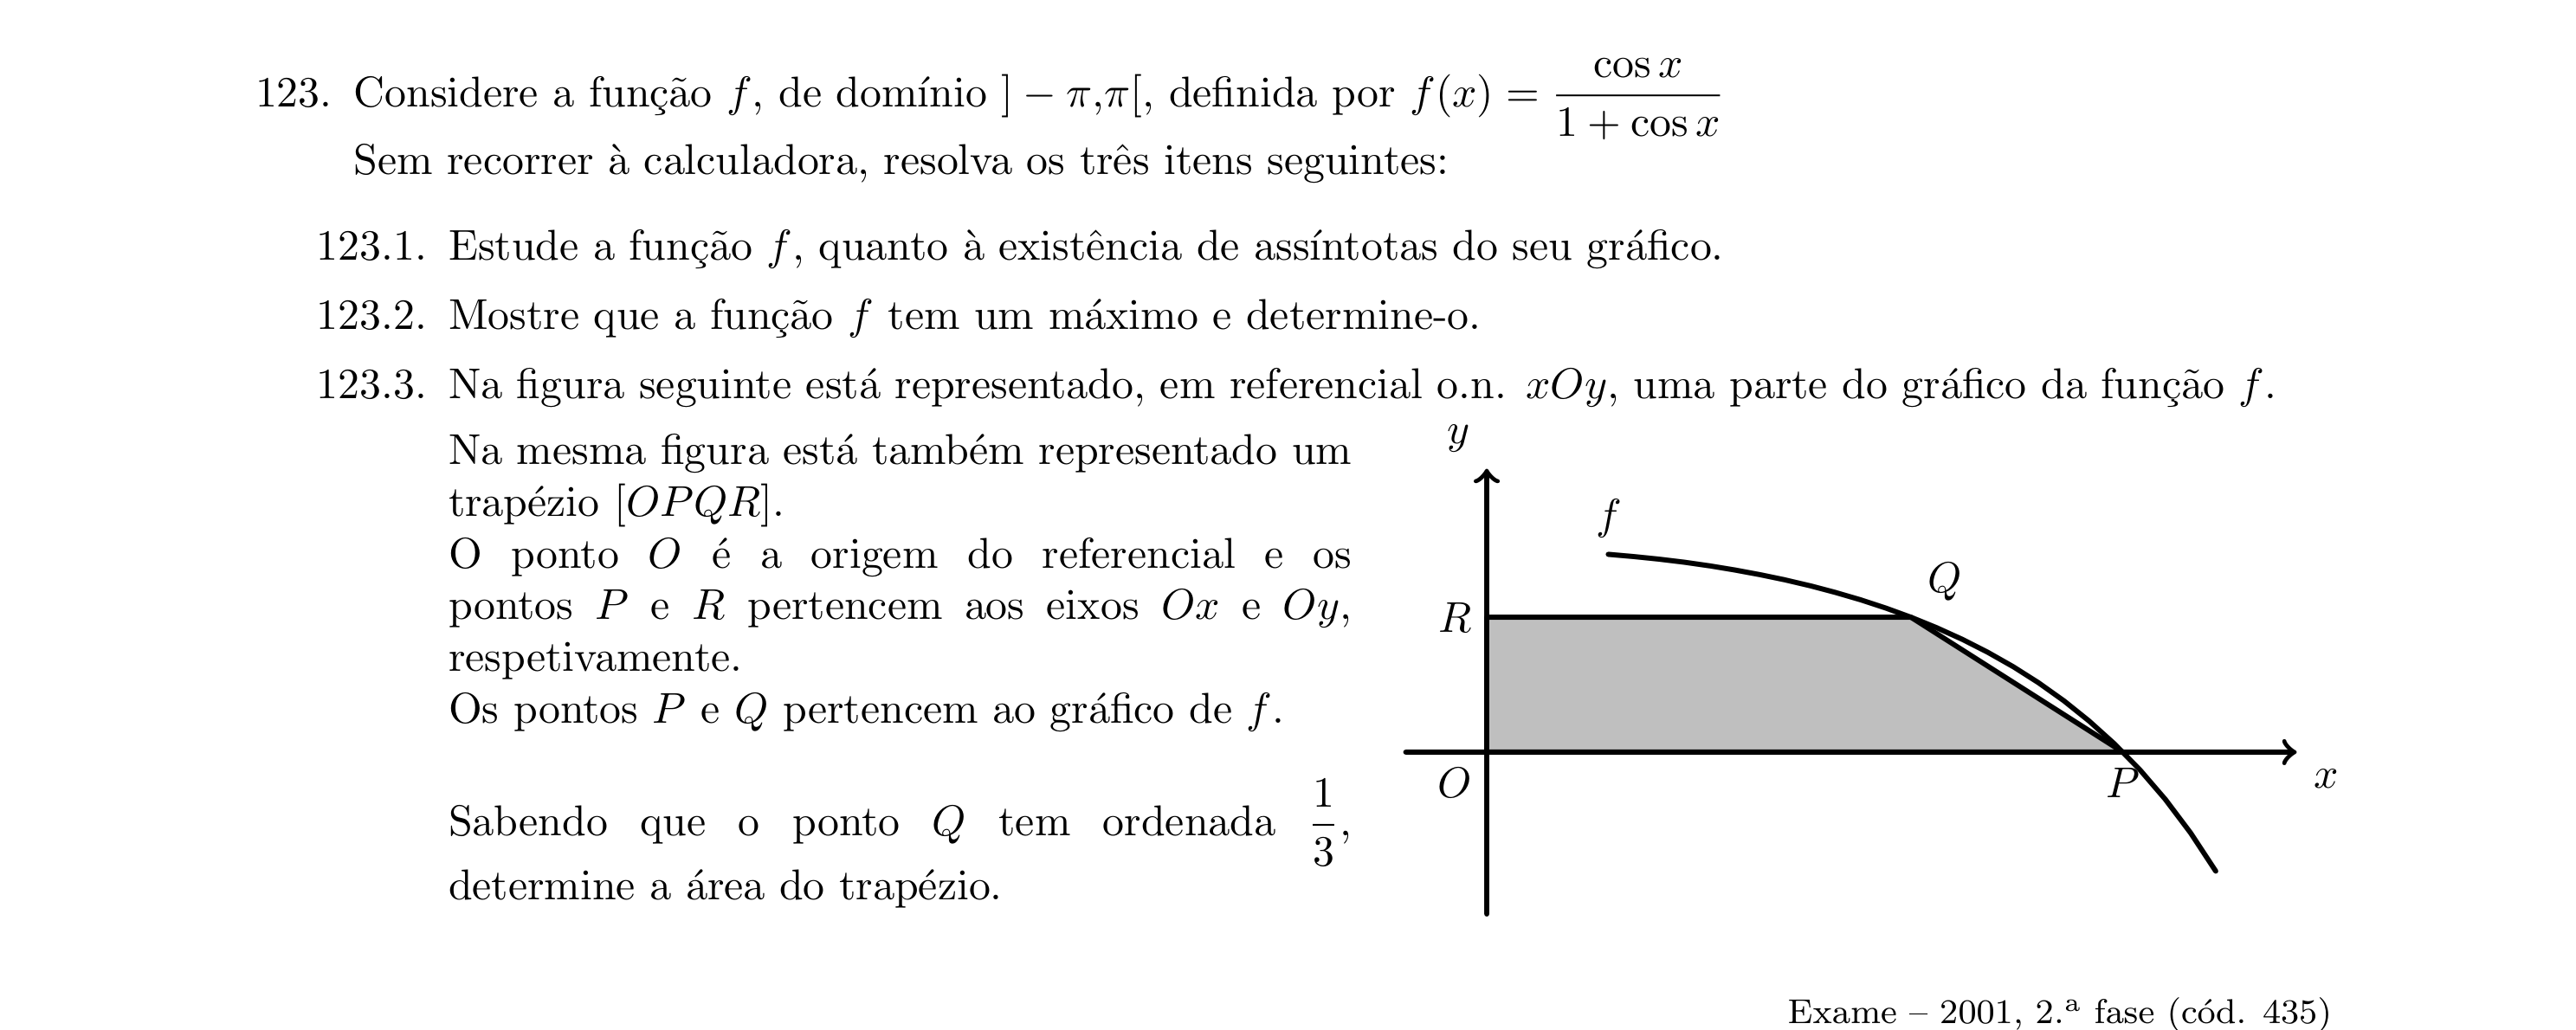 123. Considere a função f, de domínio ] − π,π[, definida por f(x) = cos x / (1 + cos x)
Sem recorrer à calculadora, resolva os três itens seguintes:
123.1. Estude a função f, quanto à existência de assíntotas do seu gráfico.
123.2. Mostre que a função f tem um máximo e determine-o.
123.3. Na figura seguinte está representado, em referencial o.n. xOy, uma parte do gráfico da função f.
Na mesma figura está também representado um
trapézio [OPQR].
O ponto O é a origem do referencial e os
pontos P e R pertencem aos eixos Ox e Oy,
respetivamente.
Os pontos P e Q pertencem ao gráfico de f.
Sabendo que o ponto Q tem ordenada 1/3,
determine a área do trapézio.
y
f
Q
R
O
P
x
Exame – 2001, 2.ª fase (cód. 435)